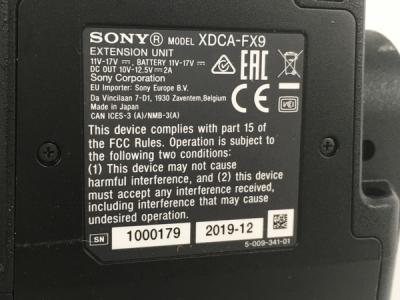 SONY® MODEL XDCA-FX9
EXTENSION UNIT
11V-17V ⎓, BATTERY 11V-17V ⎓
DC OUT 10V-12.5V ⎓ 2A
Sony Corporation
EU Importer: Sony Europe B.V.
Da Vincilaan 7-D1, 1930 Zaventem, Belgium
Made in Japan
CAN ICES-3 (A)/NMB-3(A)
EAC
This device complies with part 15 of
the FCC Rules. Operation is subject to
the following two conditions:
(1) This device may not cause
harmful interference, and (2) this device
must accept any interference received,
including interference that may cause
undesired operation.
SN 1000179 2019-12
5-009-341-01